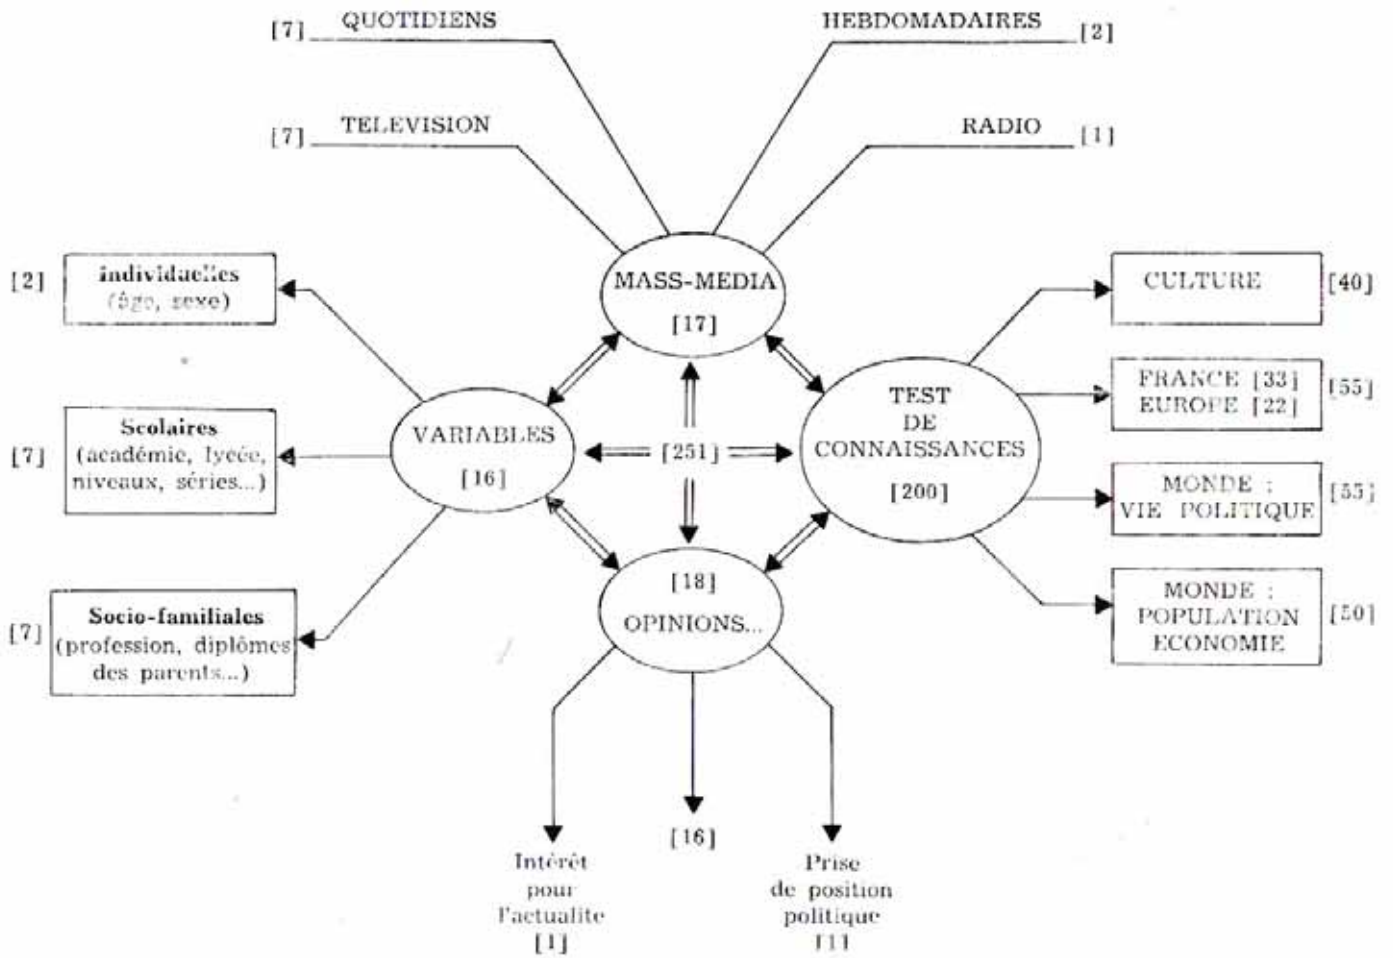 [7] QUOTIDIENS
HEBDOMADAIRES [2]
[7] TELEVISION
RADIO [1]
MASS-MEDIA
[17]
[2]
individuelles
(âge, sexe)
[7]
Scolaires
(académie, lycée,
niveaux, séries...)
[7]
Socio-familiales
(profession, diplômes
des parents...)
VARIABLES
[16]
[251]
TEST
DE
CONNAISSANCES
[200]
CULTURE
[40]
FRANCE [33]
EUROPE [22]
[55]
MONDE :
VIE POLITIQUE
[55]
MONDE :
POPULATION
ECONOMIE
[50]
[18]
OPINIONS...
Intérêt
pour
l'actualite
[1]
[16]
Prise
de position
politique
[1]